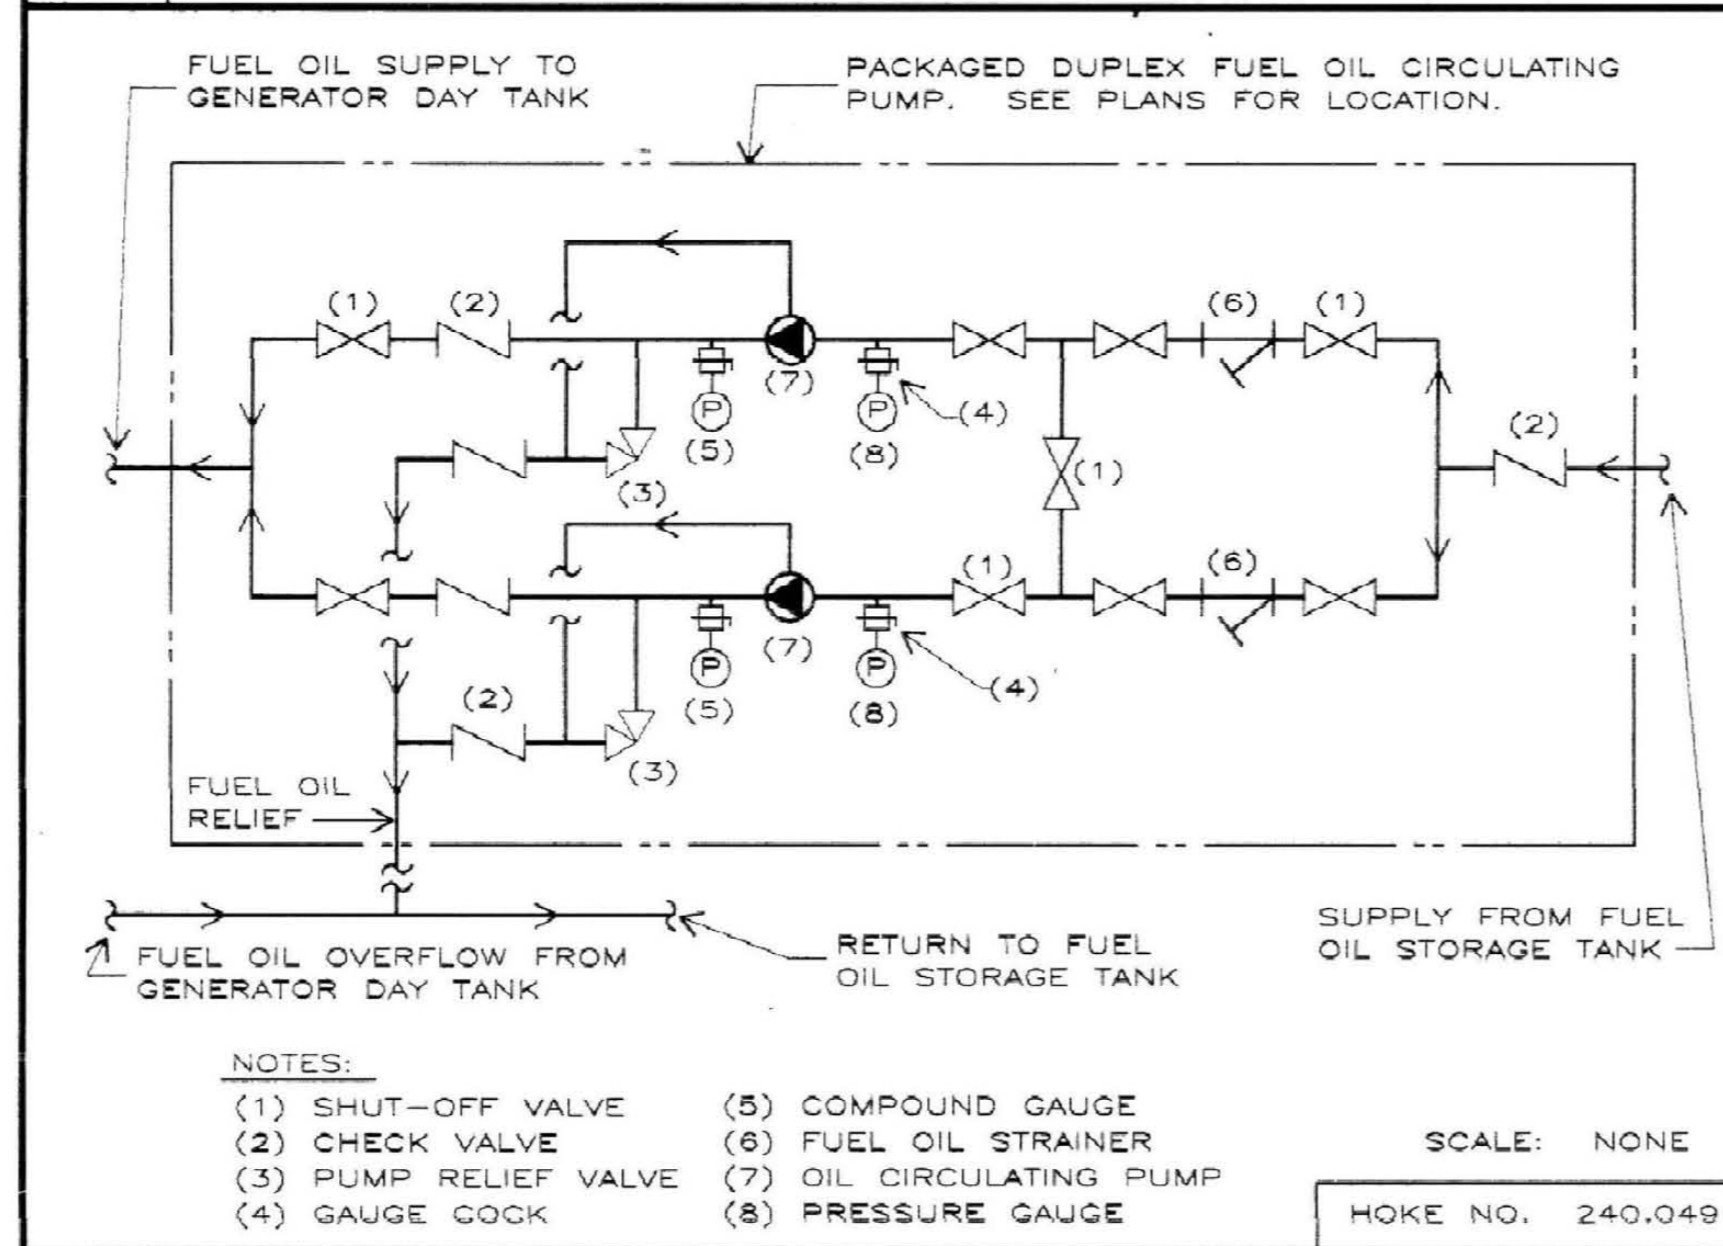 FUEL OIL SUPPLY TO
GENERATOR DAY TANK
PACKAGED DUPLEX FUEL OIL CIRCULATING
PUMP. SEE PLANS FOR LOCATION.
(1)
(2)
(6)
(1)
(7)
P
P
(4)
(5)
(8)
(2)
(1)
(3)
(1)
(6)
(7)
P
P
(4)
(2)
(5)
(8)
(3)
FUEL OIL
RELIEF
FUEL OIL OVERFLOW FROM
GENERATOR DAY TANK
RETURN TO FUEL
OIL STORAGE TANK
SUPPLY FROM FUEL
OIL STORAGE TANK
NOTES:
(1) SHUT-OFF VALVE
(2) CHECK VALVE
(3) PUMP RELIEF VALVE
(4) GAUGE COCK
(5) COMPOUND GAUGE
(6) FUEL OIL STRAINER
(7) OIL CIRCULATING PUMP
(8) PRESSURE GAUGE
SCALE: NONE
HOKE NO. 240.049